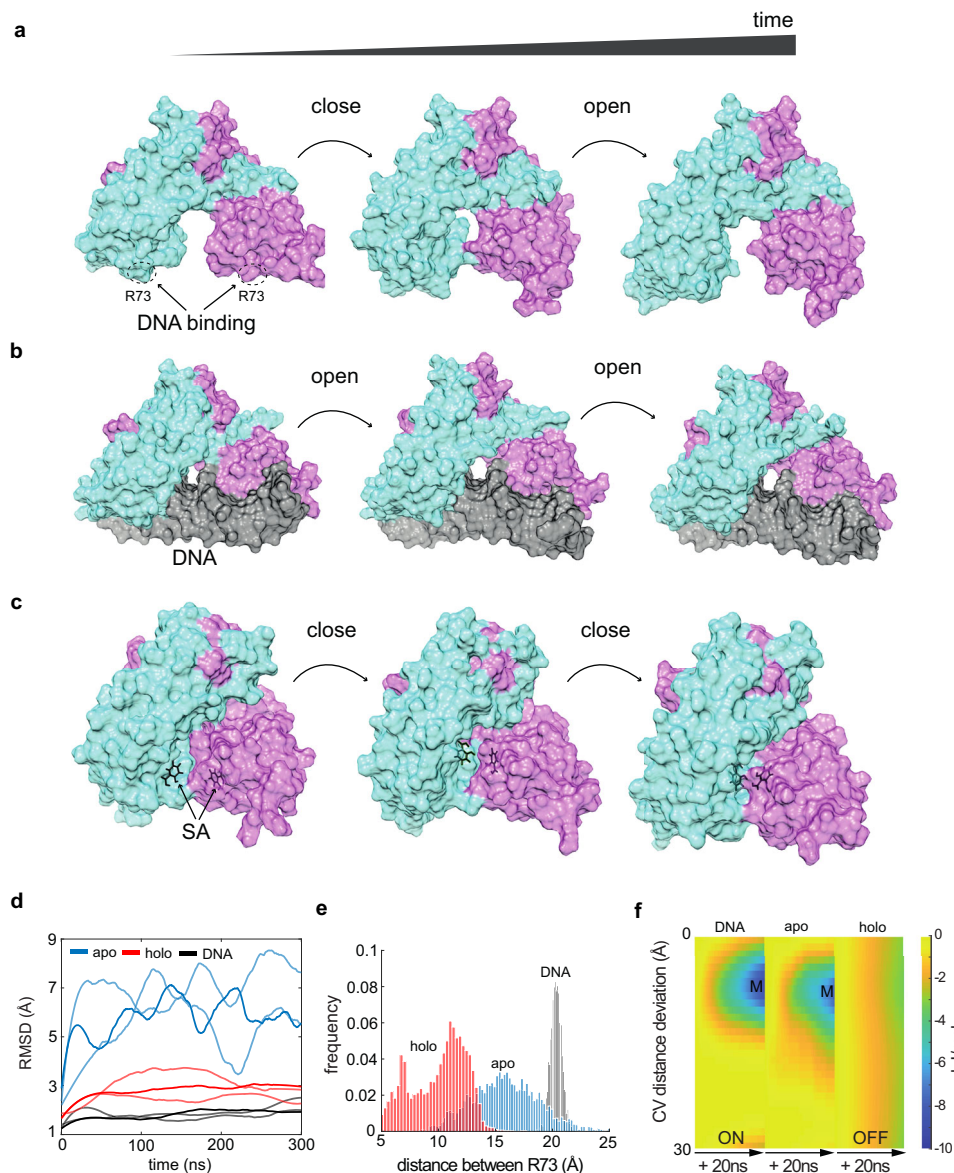 a
time
close
open
R73
R73
DNA binding
b
open
open
DNA
c
close
close
SA
d
9
7
5
3
1
RMSD (Å)
apo
holo
DNA
0
100
200
300
time (ns)
e
0.1
0.08
0.06
0.04
0.02
0
frequency
holo
apo
DNA
5
10
15
20
25
distance between R73 (Å)
f
DNA
apo
holo
0
30
CV distance deviation (Å)
M
M
ON
OFF
+ 20ns
+ 20ns
+ 20ns
0
-2
-4
-6
-8
-10